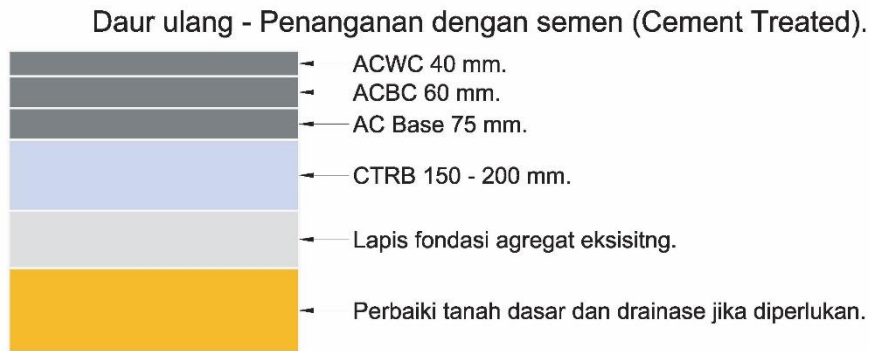 Daur ulang - Penanganan dengan semen (Cement Treated).
ACWC 40 mm.
ACBC 60 mm.
AC Base 75 mm.
CTRB 150 - 200 mm.
Lapis fondasi agregat eksisitng.
Perbaiki tanah dasar dan drainase jika diperlukan.